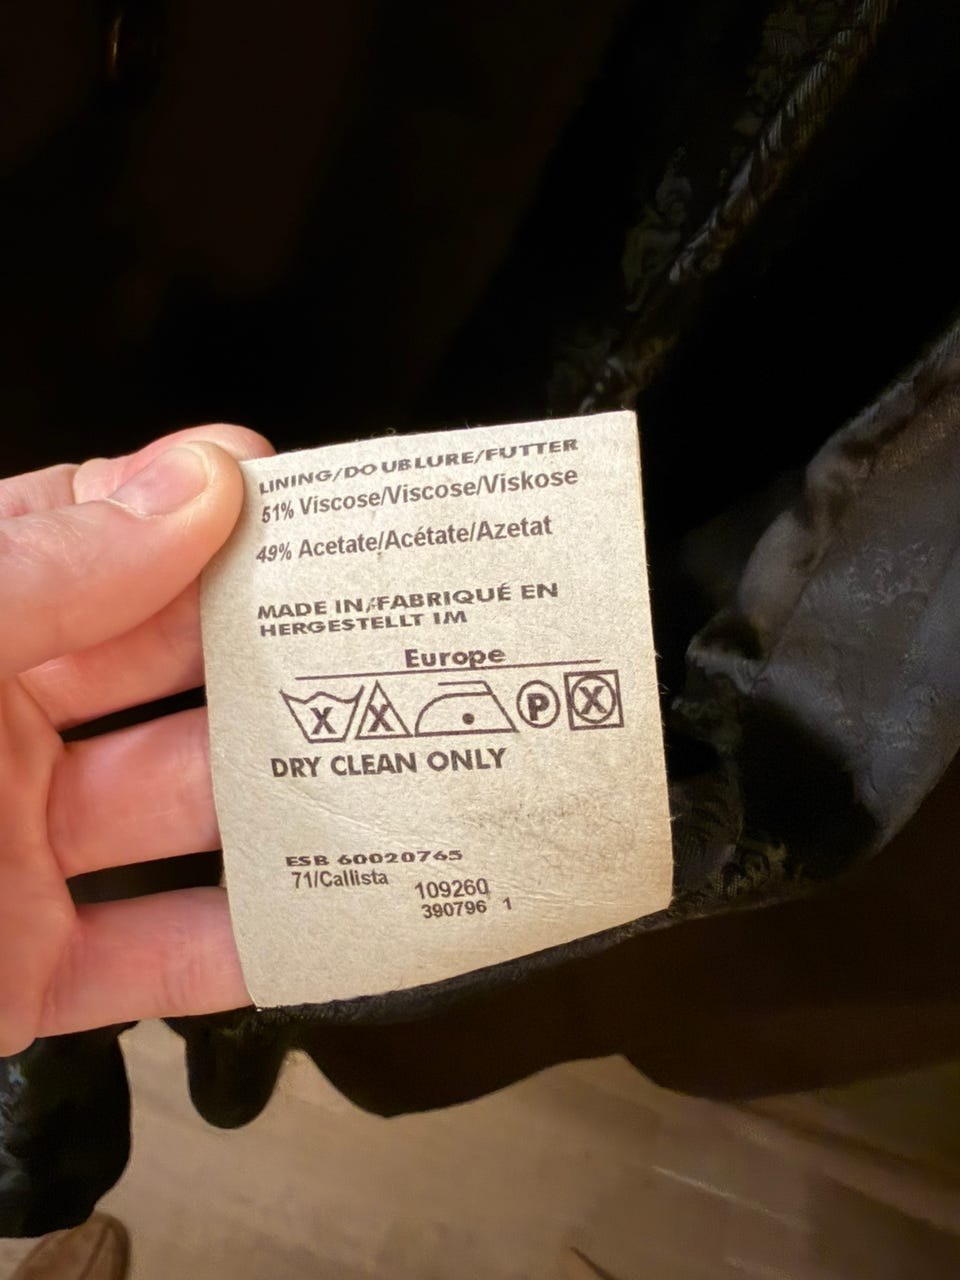 LINING/DOUBLURE/FUTTER
51% Viscose/Viscose/Viskose
49% Acetate/Acétate/Azetat
MADE IN/FABRIQUÉ EN
HERGESTELLT IM
Europe
X X P X
DRY CLEAN ONLY
ESB 60020765
71/Callista
109260
390796 1